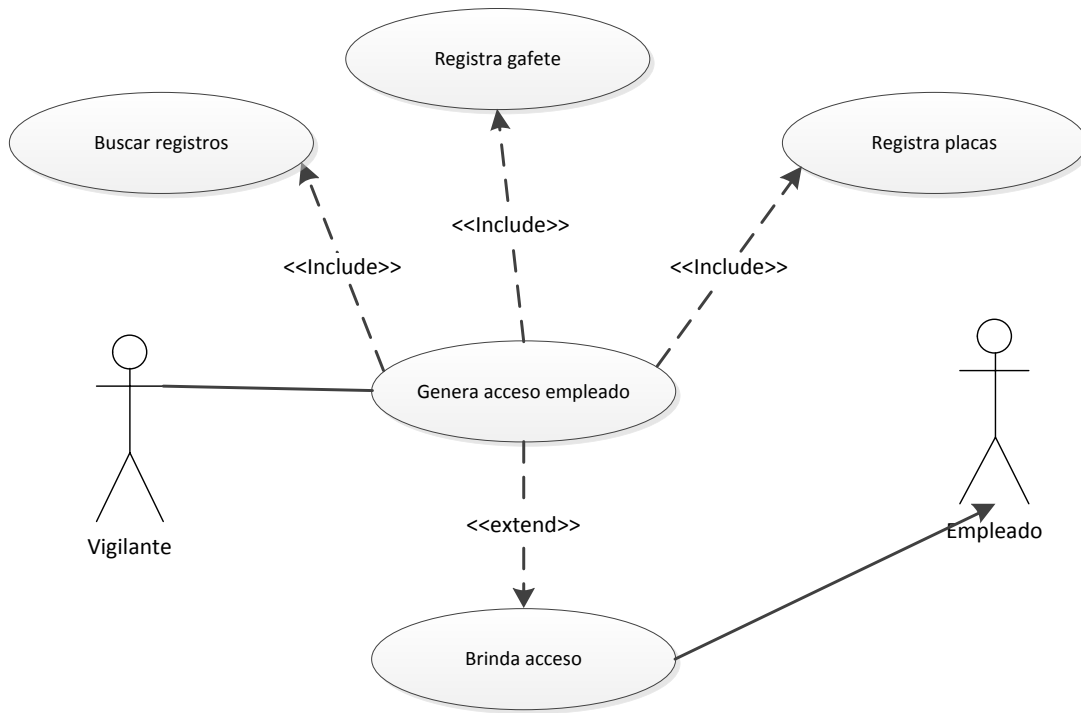 Registra gafete
Buscar registros
Registra placas
<<Include>>
<<Include>>
<<Include>>
Genera acceso empleado
<<extend>>
Vigilante
Empleado
Brinda acceso